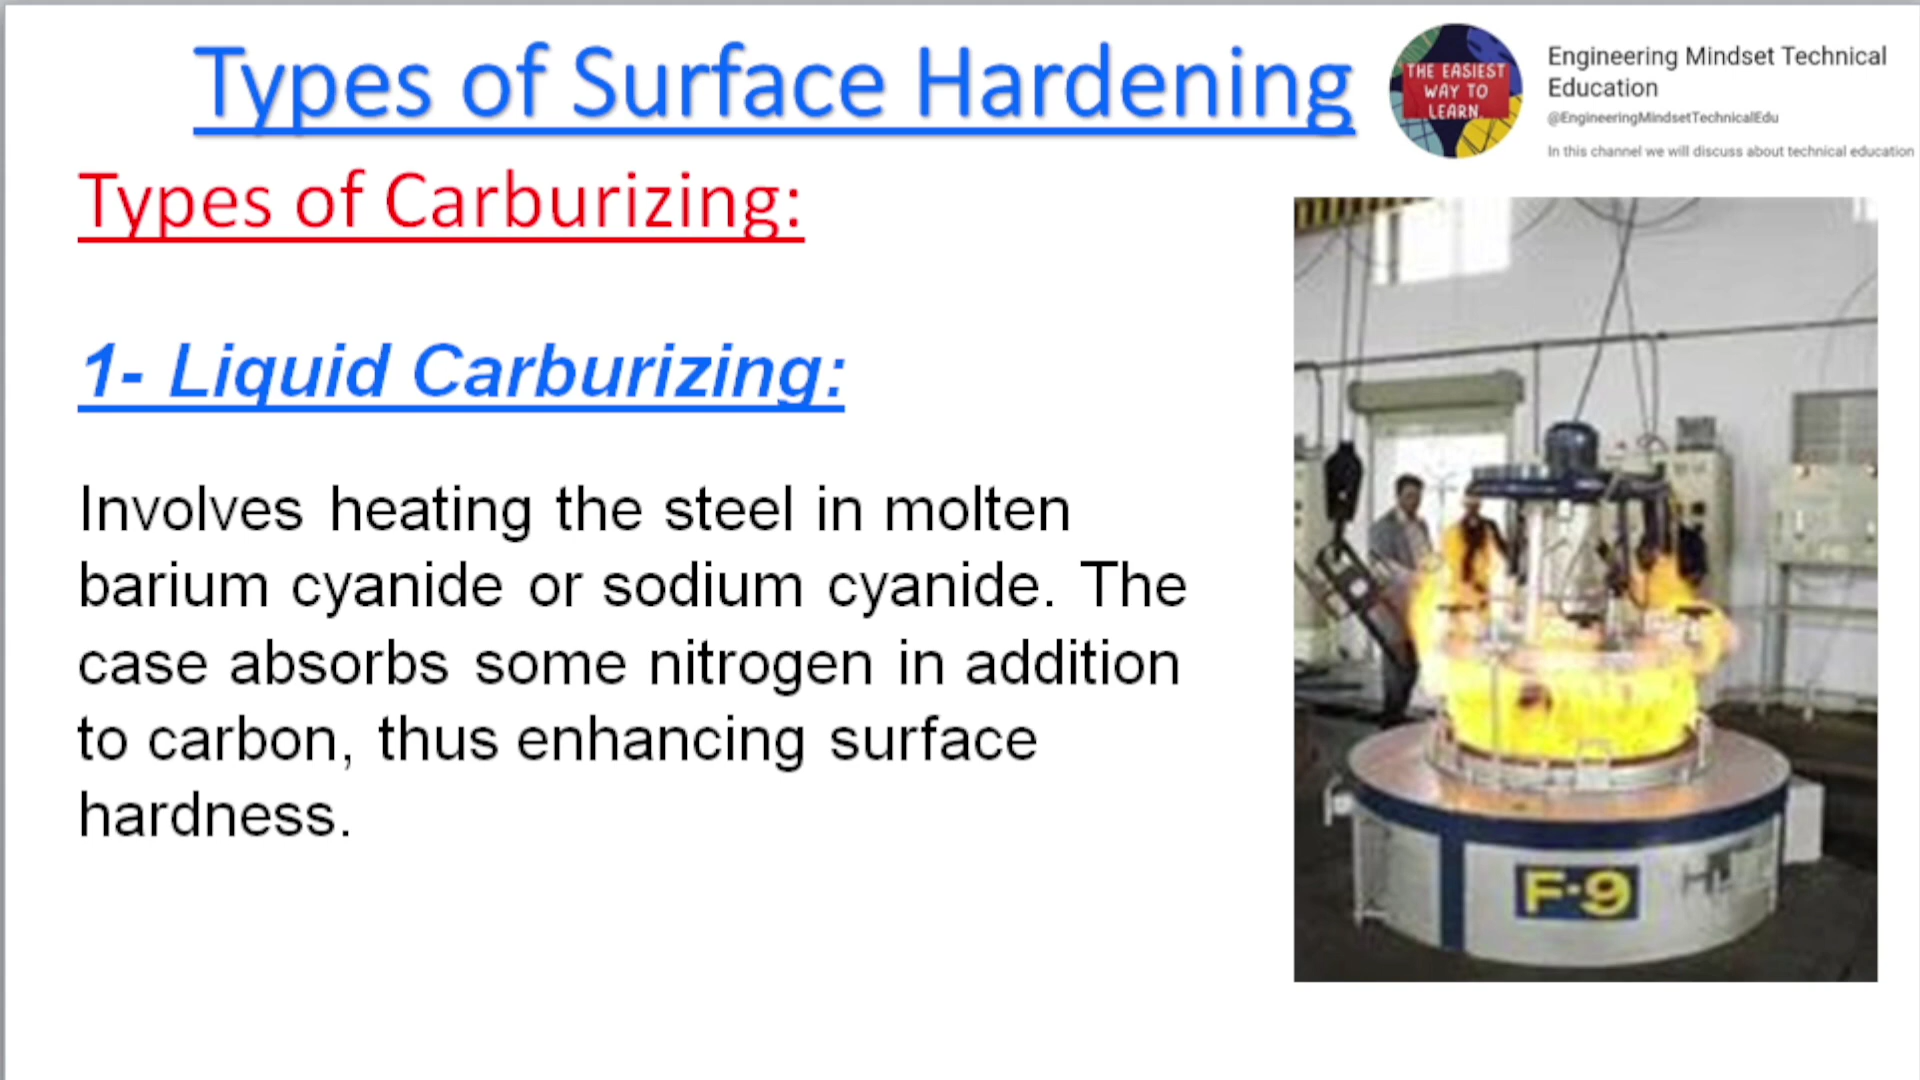 Types of Surface Hardening
THE EASIEST
WAY TO
LEARN
Engineering Mindset Technical
Education
@EngineeringMindsetTechnicalEdu
In this channel we will discuss about technical education
Types of Carburizing:
1- Liquid Carburizing:
Involves heating the steel in molten
barium cyanide or sodium cyanide. The
case absorbs some nitrogen in addition
to carbon, thus enhancing surface
hardness.
F-9